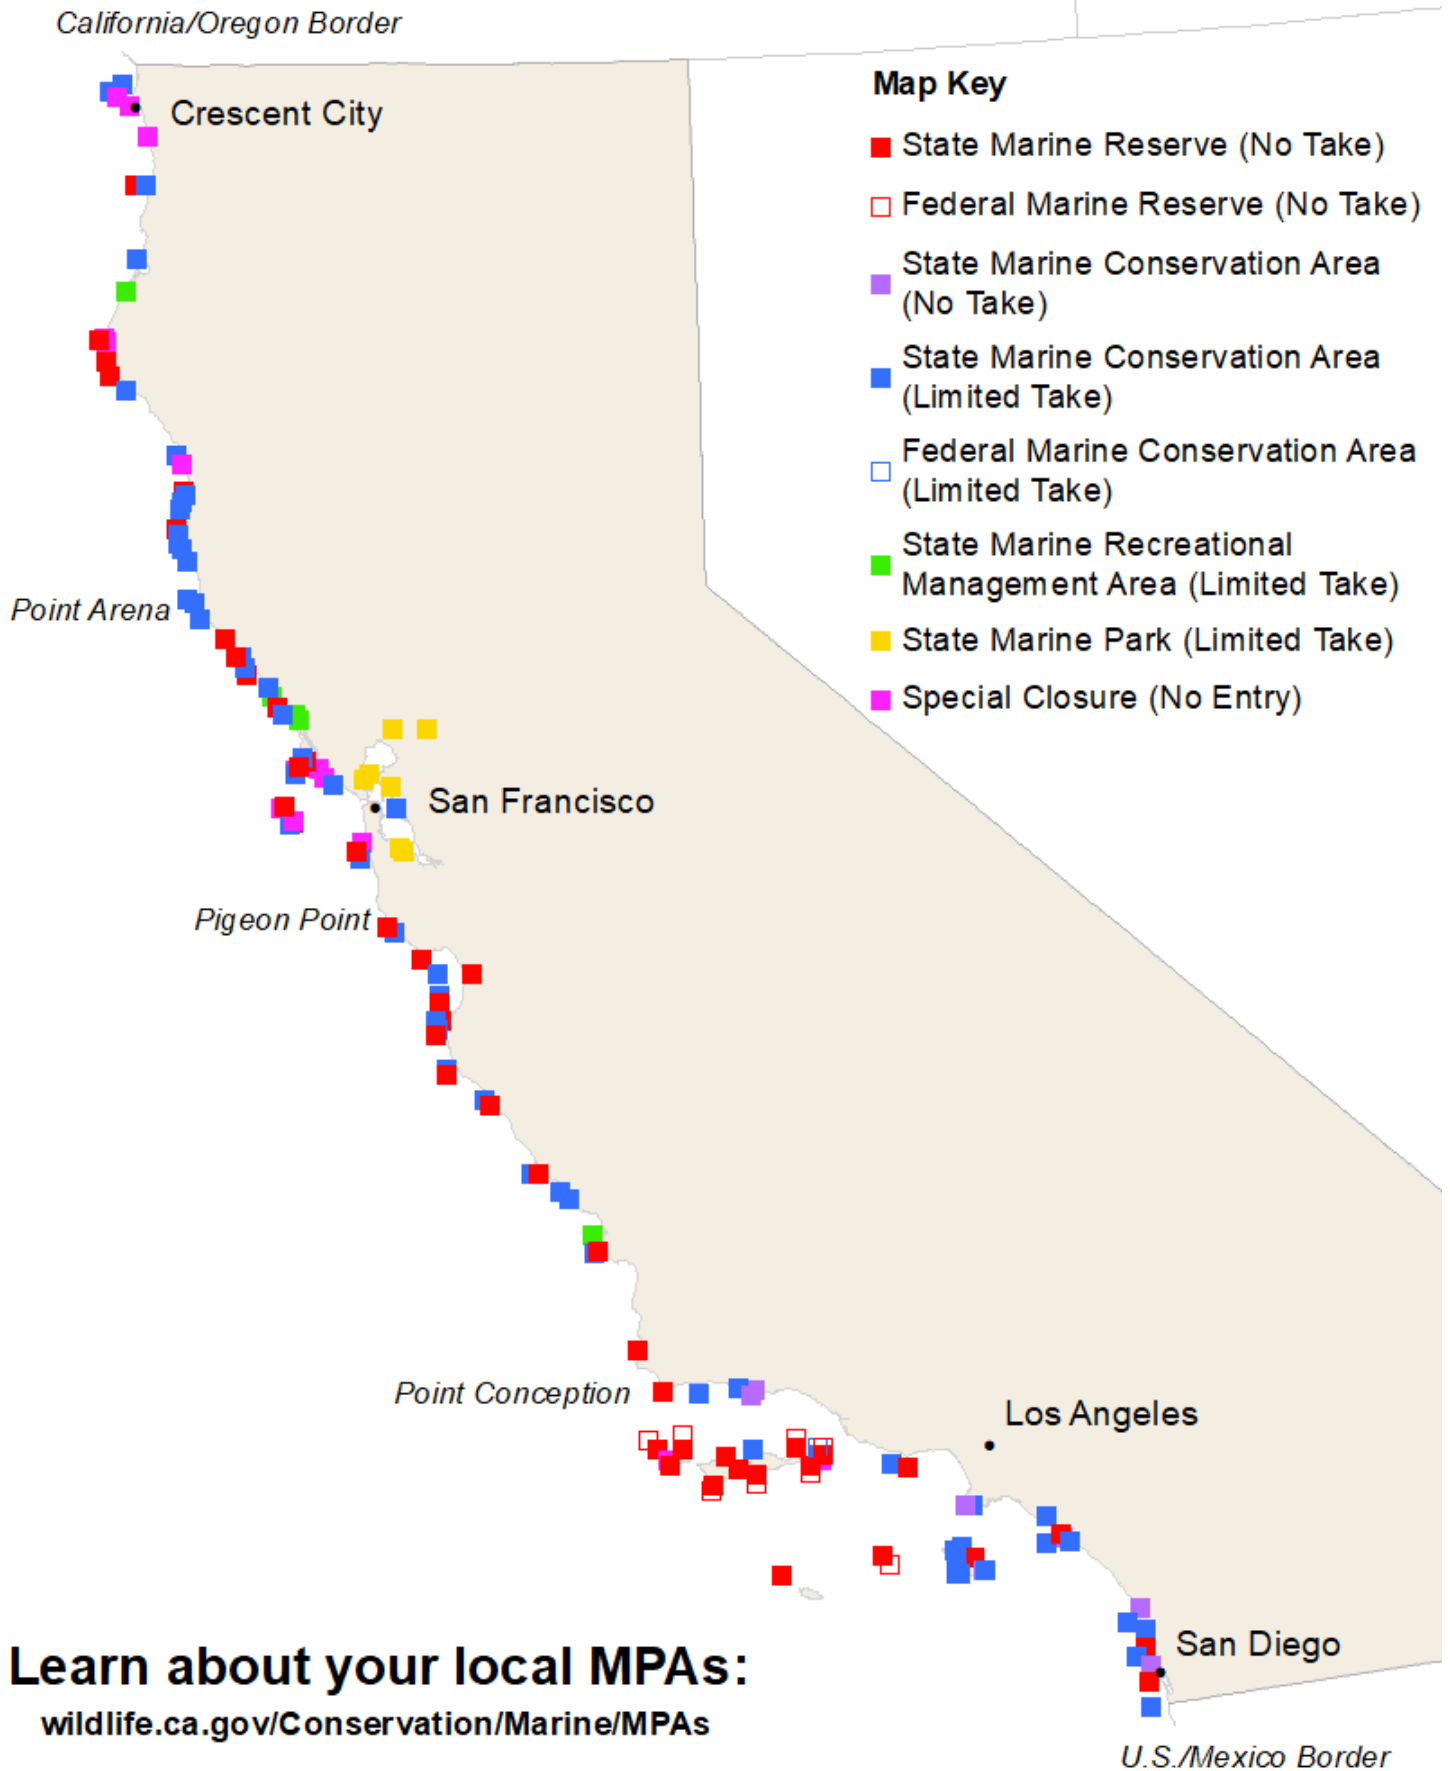 California/Oregon Border
Crescent City
Map Key
State Marine Reserve (No Take)
Federal Marine Reserve (No Take)
State Marine Conservation Area
(No Take)
State Marine Conservation Area
(Limited Take)
Federal Marine Conservation Area
(Limited Take)
State Marine Recreational
Management Area (Limited Take)
State Marine Park (Limited Take)
Special Closure (No Entry)
Point Arena
San Francisco
Pigeon Point
Point Conception
Los Angeles
San Diego
Learn about your local MPAs:
wildlife.ca.gov/Conservation/Marine/MPAs
U.S./Mexico Border